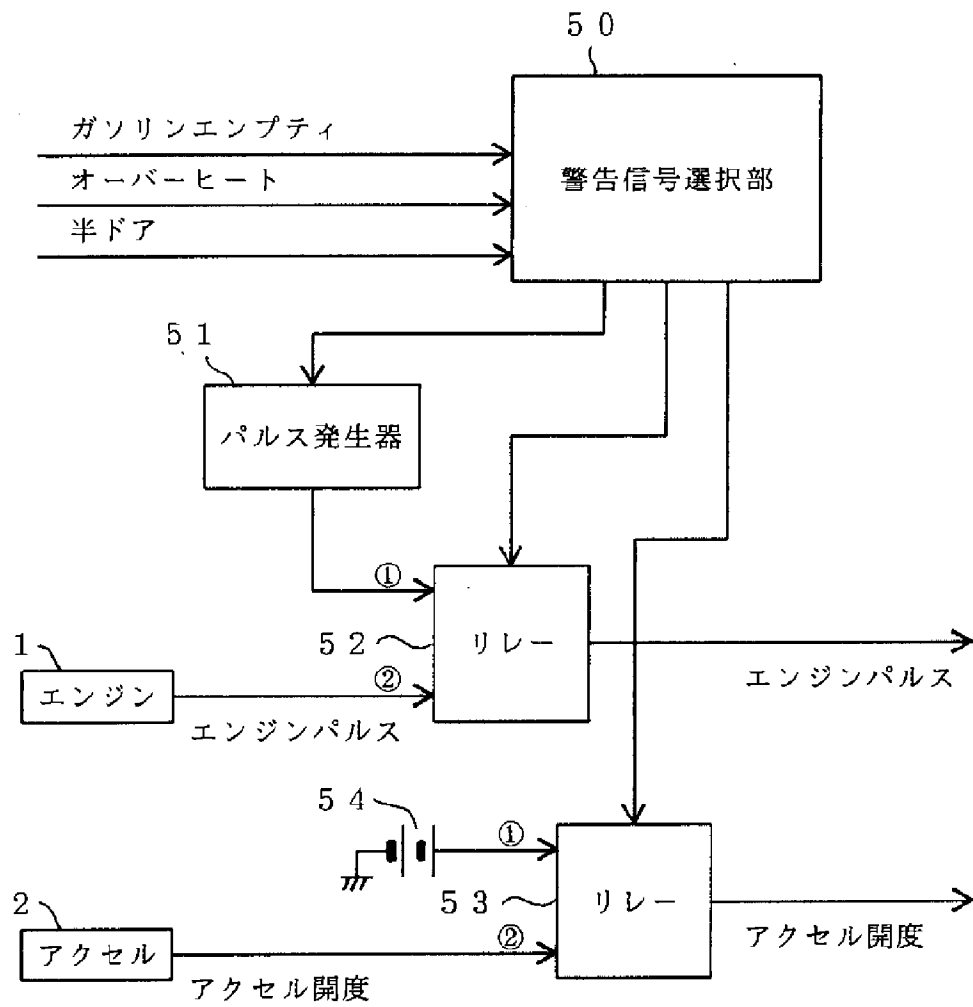 50
ガソリンエンプティ
オーバーヒート
半ドア
警告信号選択部
51
パルス発生器
①
52
リレー
1
エンジン
②
エンジンパルス
エンジンパルス
54
①
53
リレー
2
アクセル
②
アクセル開度
アクセル開度